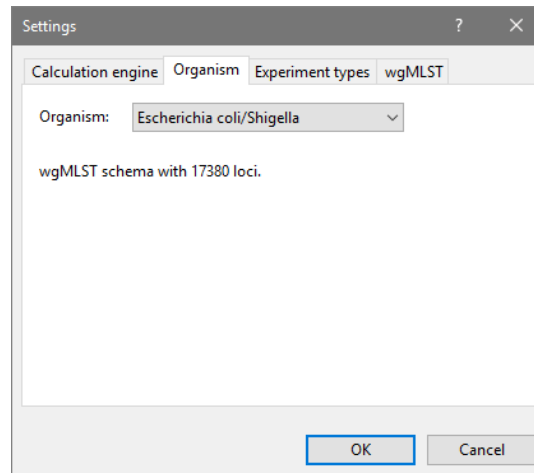 Settings ?
Calculation engine Organism Experiment types wgMLST
Organism: Escherichia coli/Shigella
wgMLST schema with 17380 loci.
OK Cancel